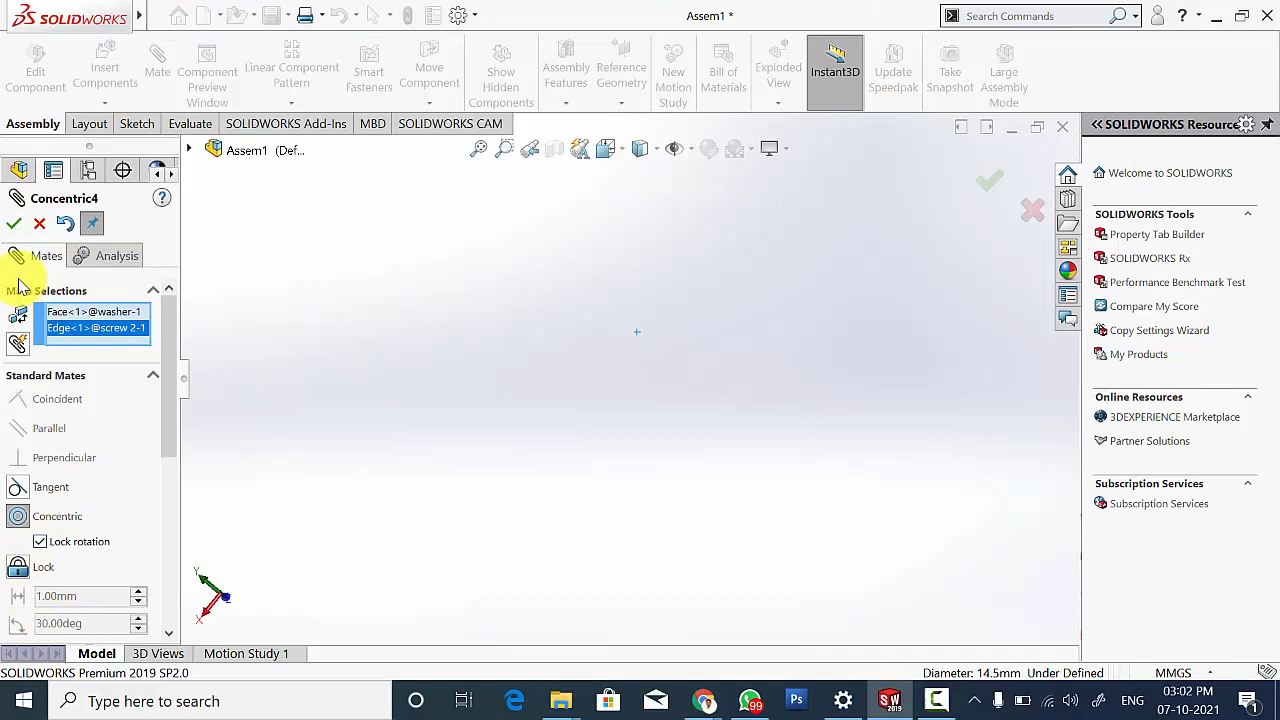 SOLIDWORKS
Assem1 *
Search Commands
Edit Component
Insert Components
Mate
Component Preview Window
Linear Component Pattern
Smart Fasteners
Move Component
Show Hidden Components
Assembly Features
Reference Geometry
New Motion Study
Bill of Materials
Exploded View
Instant3D
Update Speedpak
Take Snapshot
Large Assembly Mode
Assembly
Layout
Sketch
Evaluate
SOLIDWORKS Add-Ins
MBD
SOLIDWORKS CAM
Assem1 (Def...
Concentric4
Mates
Analysis
Selections
Face<1>@washer-1
Edge<1>@screw 2-1
Standard Mates
Coincident
Parallel
Perpendicular
Tangent
Concentric
Lock rotation
Lock
1.00mm
30.00deg
Y
X
Z
SOLIDWORKS Resource
Welcome to SOLIDWORKS
SOLIDWORKS Tools
Property Tab Builder
SOLIDWORKS Rx
Performance Benchmark Test
Compare My Score
Copy Settings Wizard
My Products
Online Resources
3DEXPERIENCE Marketplace
Partner Solutions
Subscription Services
Subscription Services
Model
3D Views
Motion Study 1
SOLIDWORKS Premium 2019 SP2.0
Diameter: 14.5mm Under Defined
MMGS
Type here to search
99
Ps
SW
2019
ENG
03:02 PM
07-10-2021
1